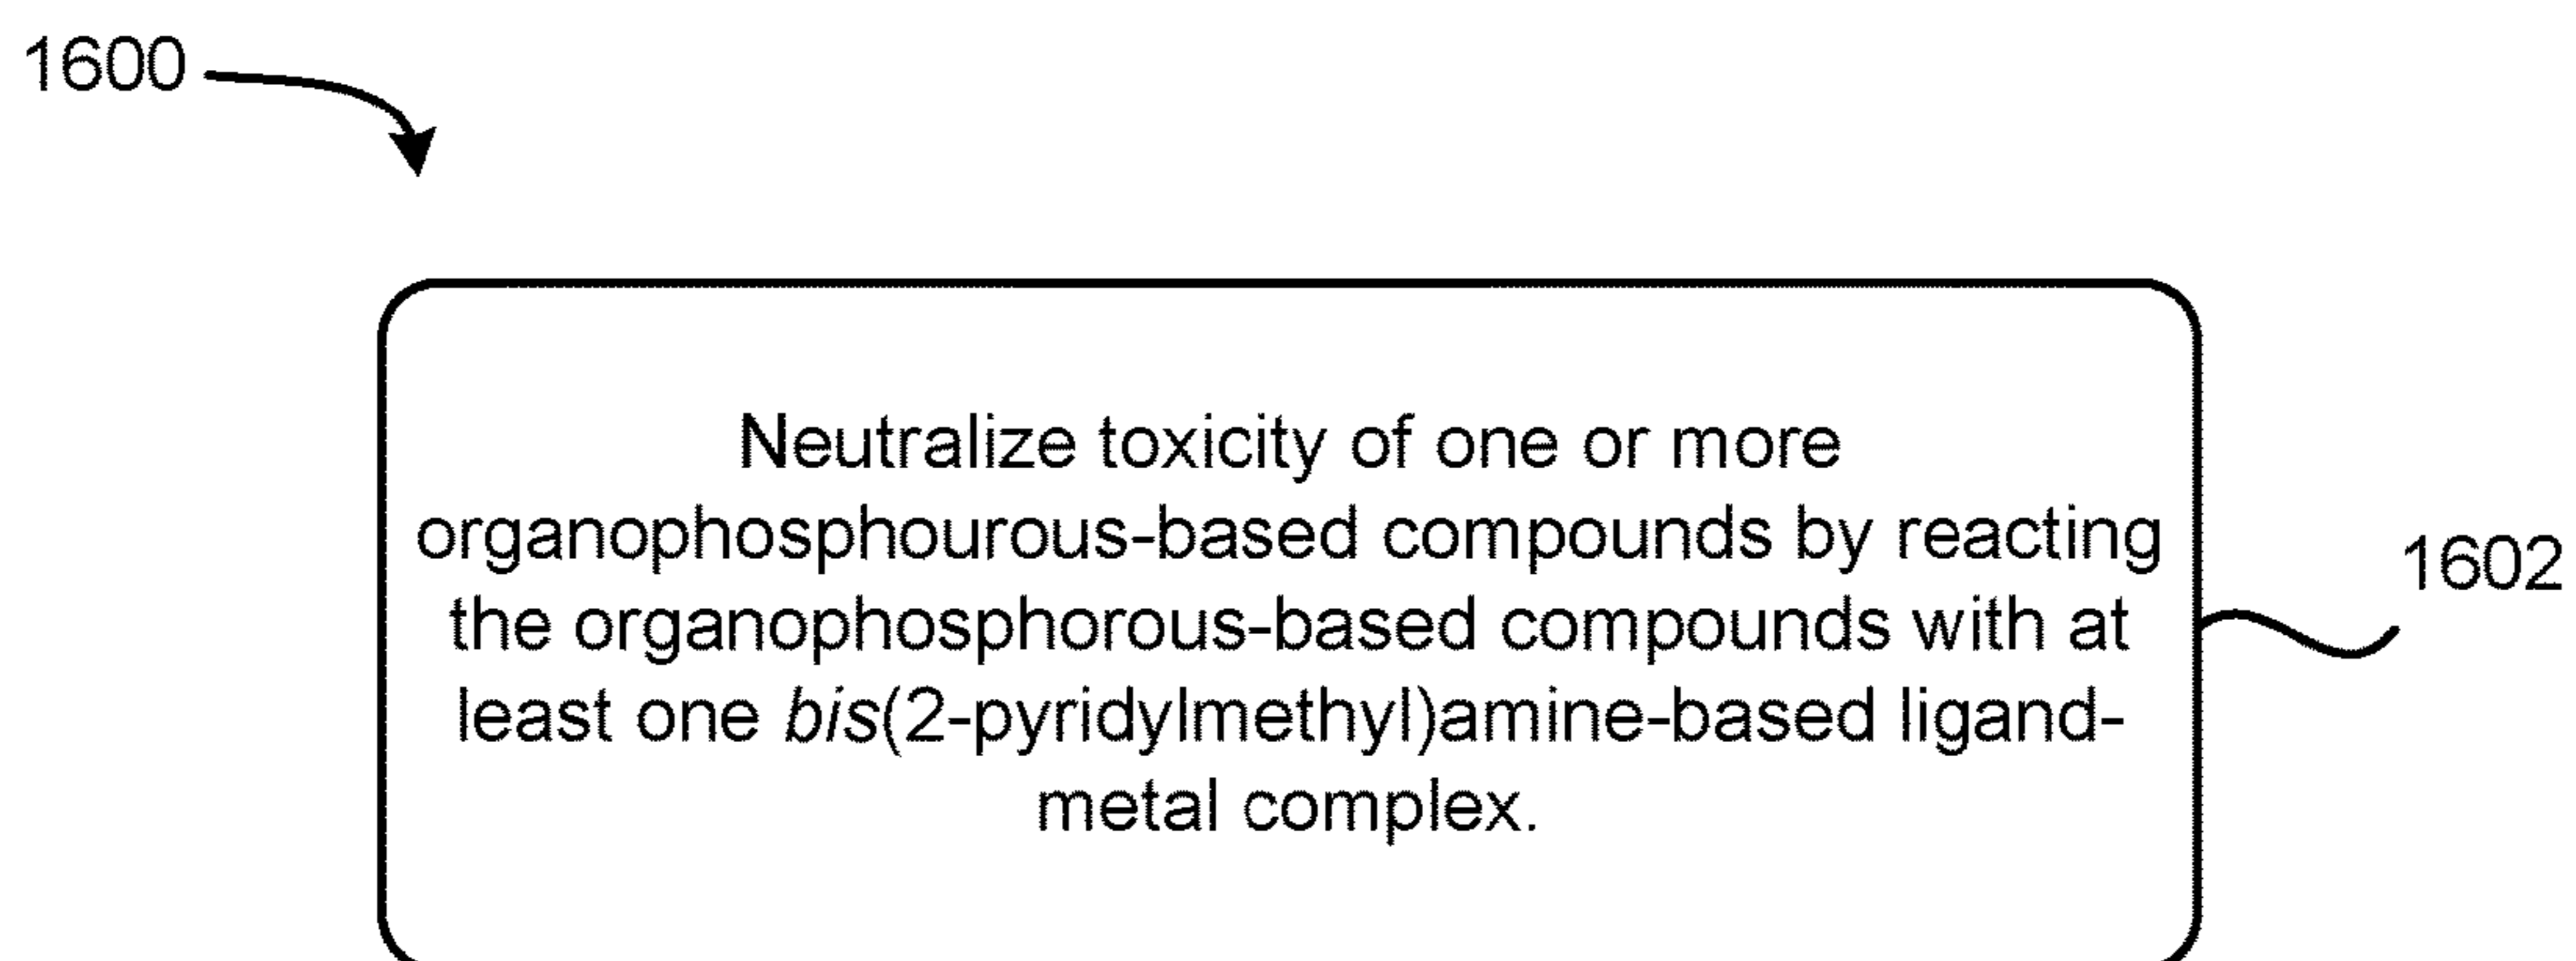 1600
Neutralize toxicity of one or more
organophosphourous-based compounds by reacting
the organophosphorous-based compounds with at
least one bis(2-pyridylmethyl)amine-based ligand-
metal complex.
1602